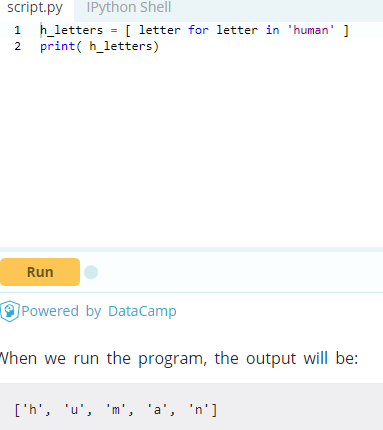 script.py IPython Shell
1 h_letters = [ letter for letter in 'human' ]
2 print( h_letters)
Run
Powered by DataCamp
When we run the program, the output will be:
['h', 'u', 'm', 'a', 'n']